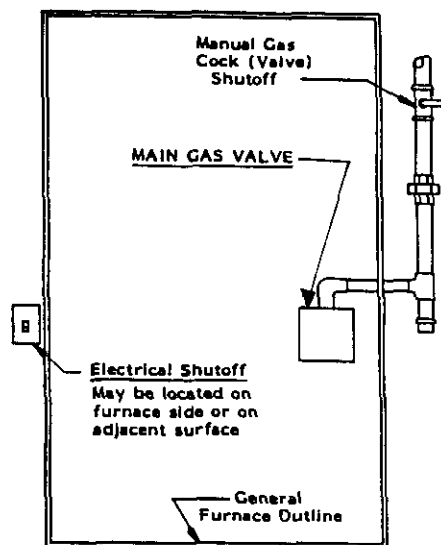 Manual Gas
Cock (Valve)
Shutoff
MAIN GAS VALVE
Electrical Shutoff
May be located on
furnace side or on
adjacent surface
General
Furnace Outline